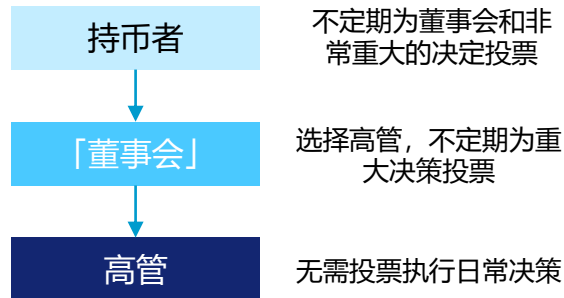 持币者
不定期为董事会和非
常重大的决定投票
「董事会」
选择高管，不定期为重
大决策投票
高管
无需投票执行日常决策